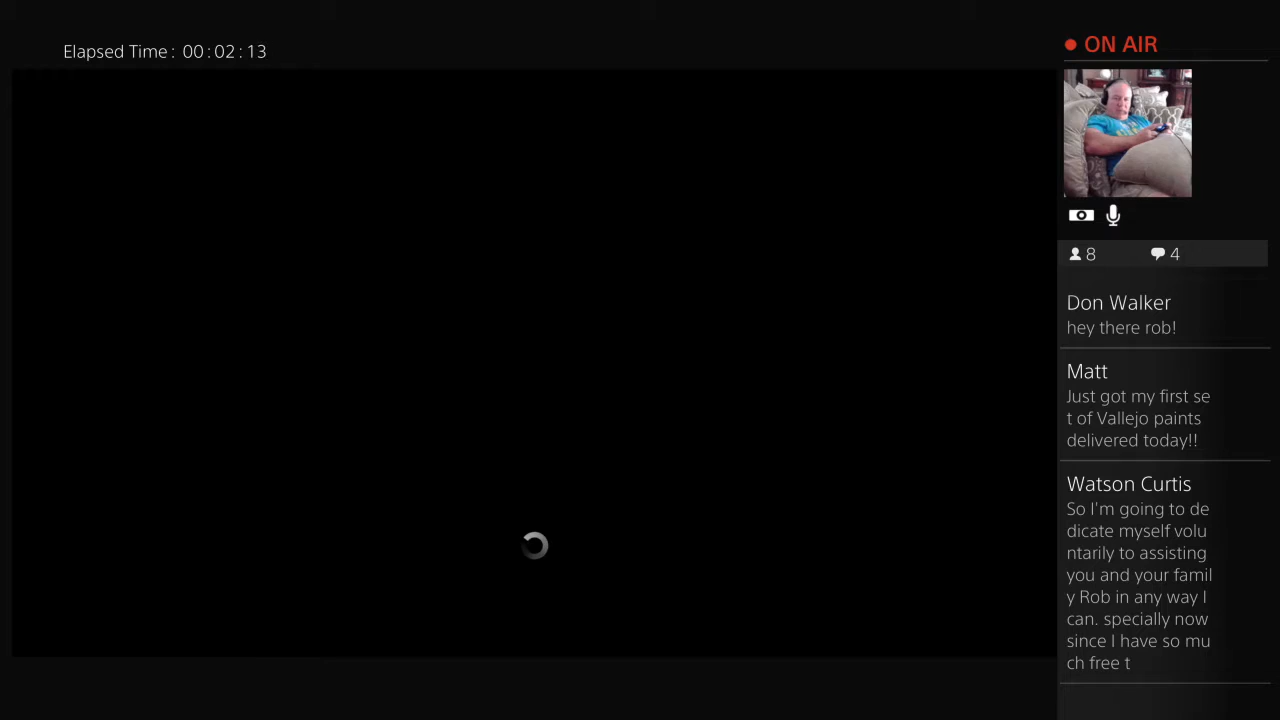 Elapsed Time: 00:02:13
ON AIR
8 4
Don Walker
hey there rob!
Matt
Just got my first se
t of Vallejo paints
delivered today!!
Watson Curtis
So I'm going to de
dicate myself volu
ntarily to assisting
you and your famil
y Rob in any way I
can. specially now
since I have so mu
ch free t